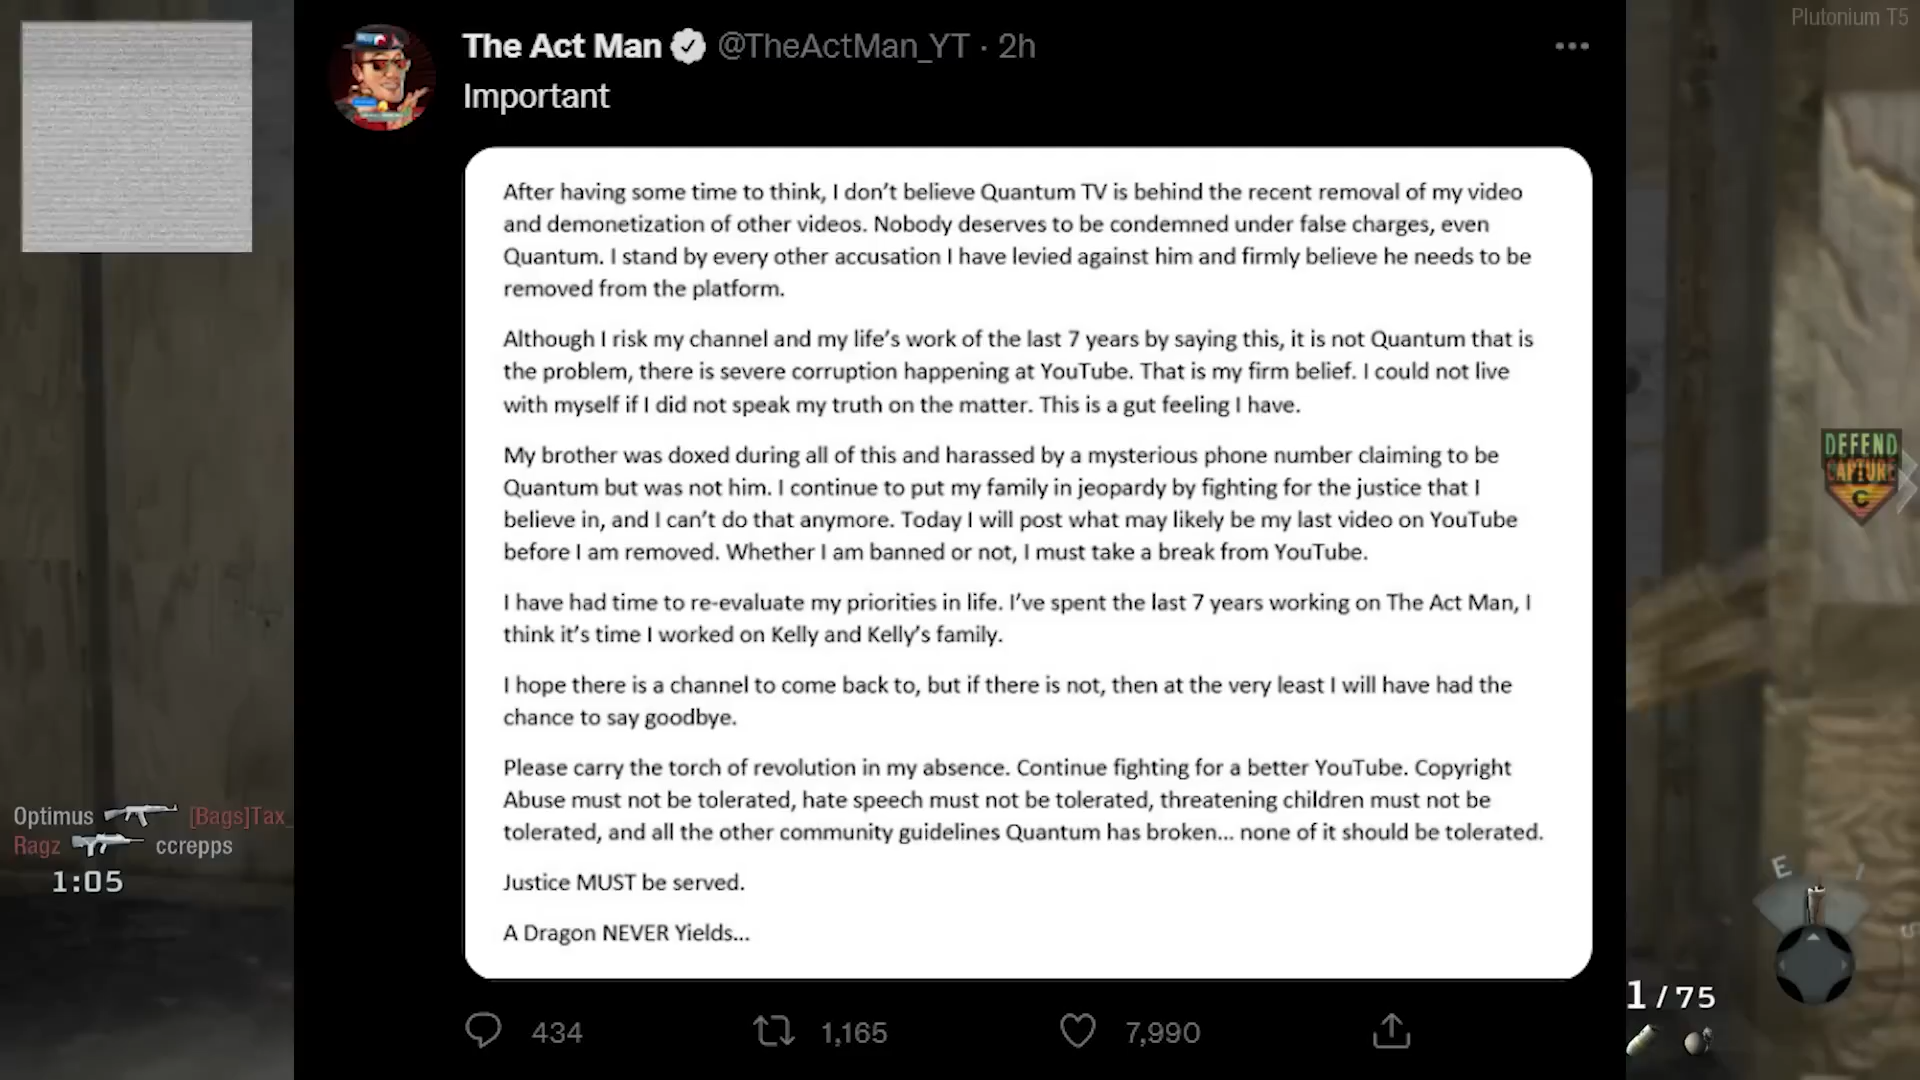 Plutonium T5
The Act Man @TheActMan_YT · 2h
Important
After having some time to think, I don't believe Quantum TV is behind the recent removal of my video
and demonetization of other videos. Nobody deserves to be condemned under false charges, even
Quantum. I stand by every other accusation I have levied against him and firmly believe he needs to be
removed from the platform.
Although I risk my channel and my life's work of the last 7 years by saying this, it is not Quantum that is
the problem, there is severe corruption happening at YouTube. That is my firm belief. I could not live
with myself if I did not speak my truth on the matter. This is a gut feeling I have.
My brother was doxed during all of this and harassed by a mysterious phone number claiming to be
Quantum but was not him. I continue to put my family in jeopardy by fighting for the justice that I
believe in, and I can't do that anymore. Today I will post what may likely be my last video on YouTube
before I am removed. Whether I am banned or not, I must take a break from YouTube.
I have had time to re-evaluate my priorities in life. I've spent the last 7 years working on The Act Man, I
think it's time I worked on Kelly and Kelly's family.
I hope there is a channel to come back to, but if there is not, then at the very least I will have had the
chance to say goodbye.
Please carry the torch of revolution in my absence. Continue fighting for a better YouTube. Copyright
Abuse must not be tolerated, hate speech must not be tolerated, threatening children must not be
tolerated, and all the other community guidelines Quantum has broken... none of it should be tolerated.
Justice MUST be served.
A Dragon NEVER Yields...
434 1,165 7,990
DEFEND
CAPTURE
C
Optimus [Bags]Tax_
Ragz ccrepps
1:05
E
S
1 / 75